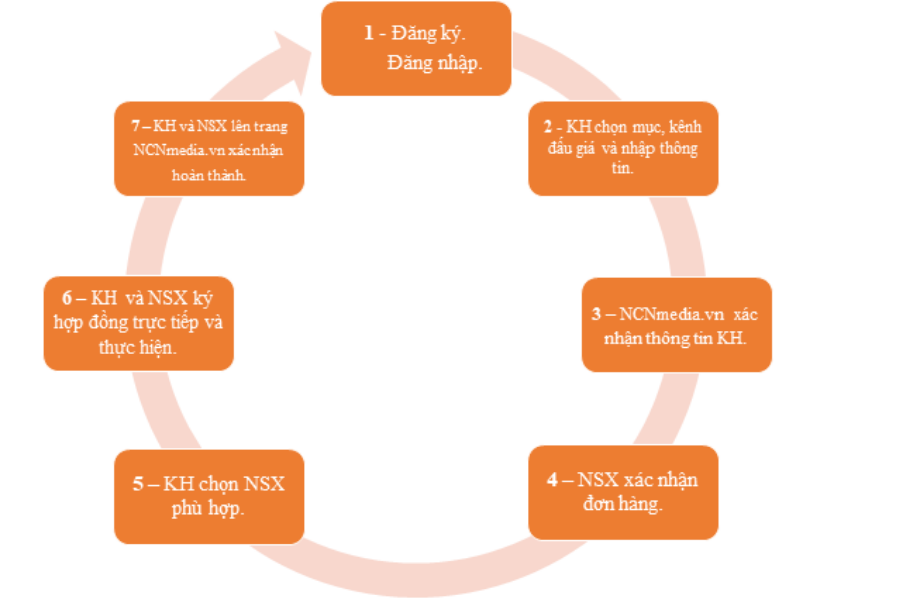 1 - Đăng ký.
Đăng nhập.
2 - KH chọn mục, kênh
đấu giá và nhập thông
tin.
3 – NCNmedia.vn xác
nhận thông tin KH.
4 – NSX xác nhận
đơn hàng.
5 – KH chọn NSX
phù hợp.
6 – KH và NSX ký
hợp đồng trực tiếp và
thực hiện.
7 – KH và NSX lên trang
NCNmedia.vn xác nhận
hoàn thành.